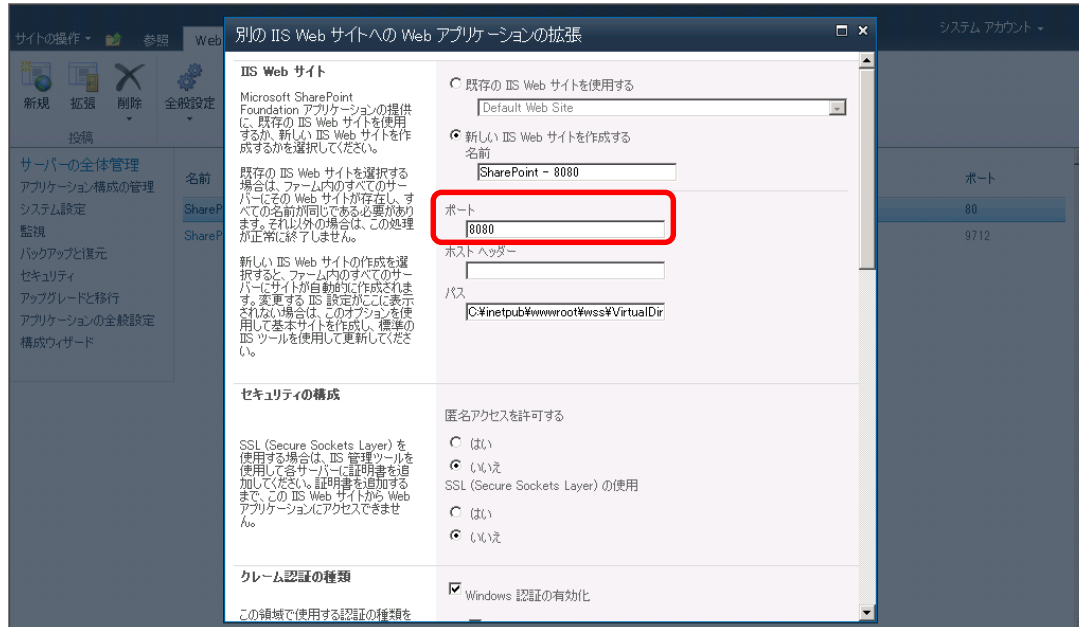 サイトの操作
参照
Web
システム アカウント
新規
拡張
削除
全般設定
投稿
サーバーの全体管理
アプリケーション構成の管理
システム設定
監視
バックアップと復元
セキュリティ
アップグレードと移行
アプリケーションの全般設定
構成ウィザード
名前
ポート
ShareP
80
ShareP
9712
別の IIS Web サイトへの Web アプリケーションの拡張
IIS Web サイト
Microsoft SharePoint
Foundation アプリケーションの提供
に、既存の IIS Web サイトを使用
するか、新しい IIS Web サイトを作
成するかを選択してください。
既存の IIS Web サイトを選択する
場合は、ファーム内のすべてのサー
バーにその Web サイトが存在し、す
べての名前が同じである必要があり
ます。それ以外の場合は、この処理
が正常に終了しません。
新しい IIS Web サイトの作成を選
択すると、ファーム内のすべてのサー
バーにサイトが自動的に作成されま
す。変更する IIS 設定がここに表示
されない場合は、このオプションを使
用して基本サイトを作成し、標準の
IIS ツールを使用して更新してくださ
い。
既存の IIS Web サイトを使用する
Default Web Site
新しい IIS Web サイトを作成する
名前
SharePoint - 8080
ポート
8080
ホスト ヘッダー
パス
C:¥inetpub¥wwwroot¥wss¥VirtualDir
セキュリティの構成
SSL (Secure Sockets Layer) を
使用する場合は、IIS 管理ツールを
使用して各サーバーに証明書を追
加してください。証明書を追加する
まで、この IIS Web サイトから Web
アプリケーションにアクセスできませ
ん。
匿名アクセスを許可する
はい
いいえ
SSL (Secure Sockets Layer) の使用
はい
いいえ
クレーム認証の種類
この領域で使用する認証の種類を
Windows 認証の有効化